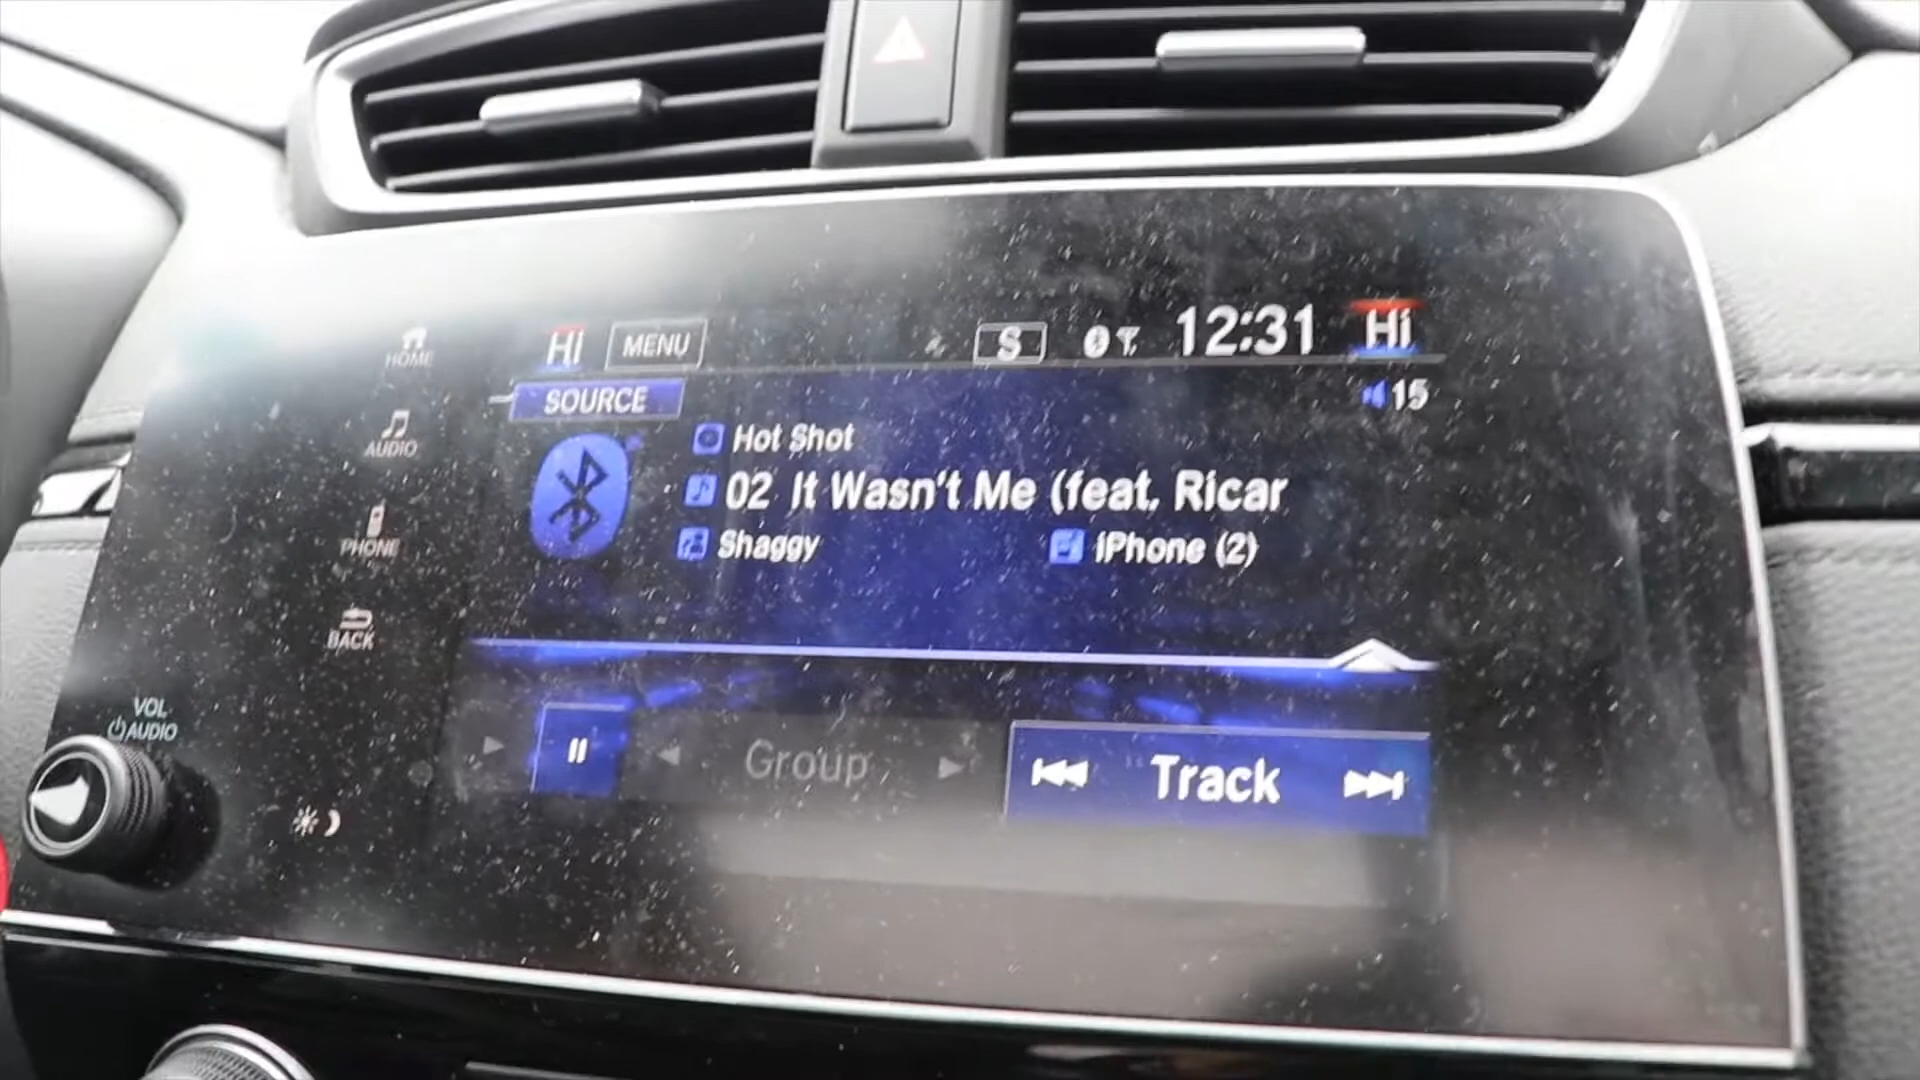 HOME
Hi MENU S 12:31 Hi
SOURCE
15
AUDIO
Hot Shot
02 It Wasn't Me (feat. Ricar
Shaggy iPhone (2)
PHONE
BACK
VOL
AUDIO
Group
Track